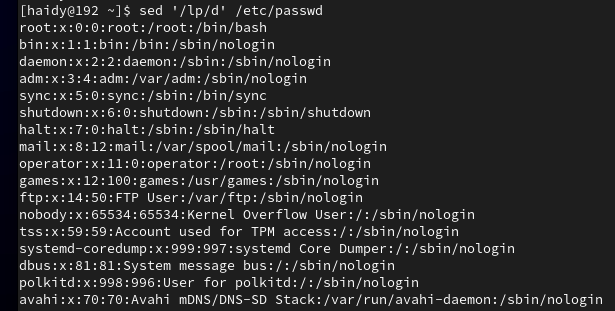 [haidy@192 ~]$ sed '/lp/d' /etc/passwd
root:x:0:0:root:/root:/bin/bash
bin:x:1:1:bin:/bin:/sbin/nologin
daemon:x:2:2:daemon:/sbin:/sbin/nologin
adm:x:3:4:adm:/var/adm:/sbin/nologin
sync:x:5:0:sync:/sbin:/bin/sync
shutdown:x:6:0:shutdown:/sbin:/sbin/shutdown
halt:x:7:0:halt:/sbin:/sbin/halt
mail:x:8:12:mail:/var/spool/mail:/sbin/nologin
operator:x:11:0:operator:/root:/sbin/nologin
games:x:12:100:games:/usr/games:/sbin/nologin
ftp:x:14:50:FTP User:/var/ftp:/sbin/nologin
nobody:x:65534:65534:Kernel Overflow User:/:/sbin/nologin
tss:x:59:59:Account used for TPM access:/:/sbin/nologin
systemd-coredump:x:999:997:systemd Core Dumper:/:/sbin/nologin
dbus:x:81:81:System message bus:/:/sbin/nologin
polkitd:x:998:996:User for polkitd:/:/sbin/nologin
avahi:x:70:70:Avahi mDNS/DNS-SD Stack:/var/run/avahi-daemon:/sbin/nologin